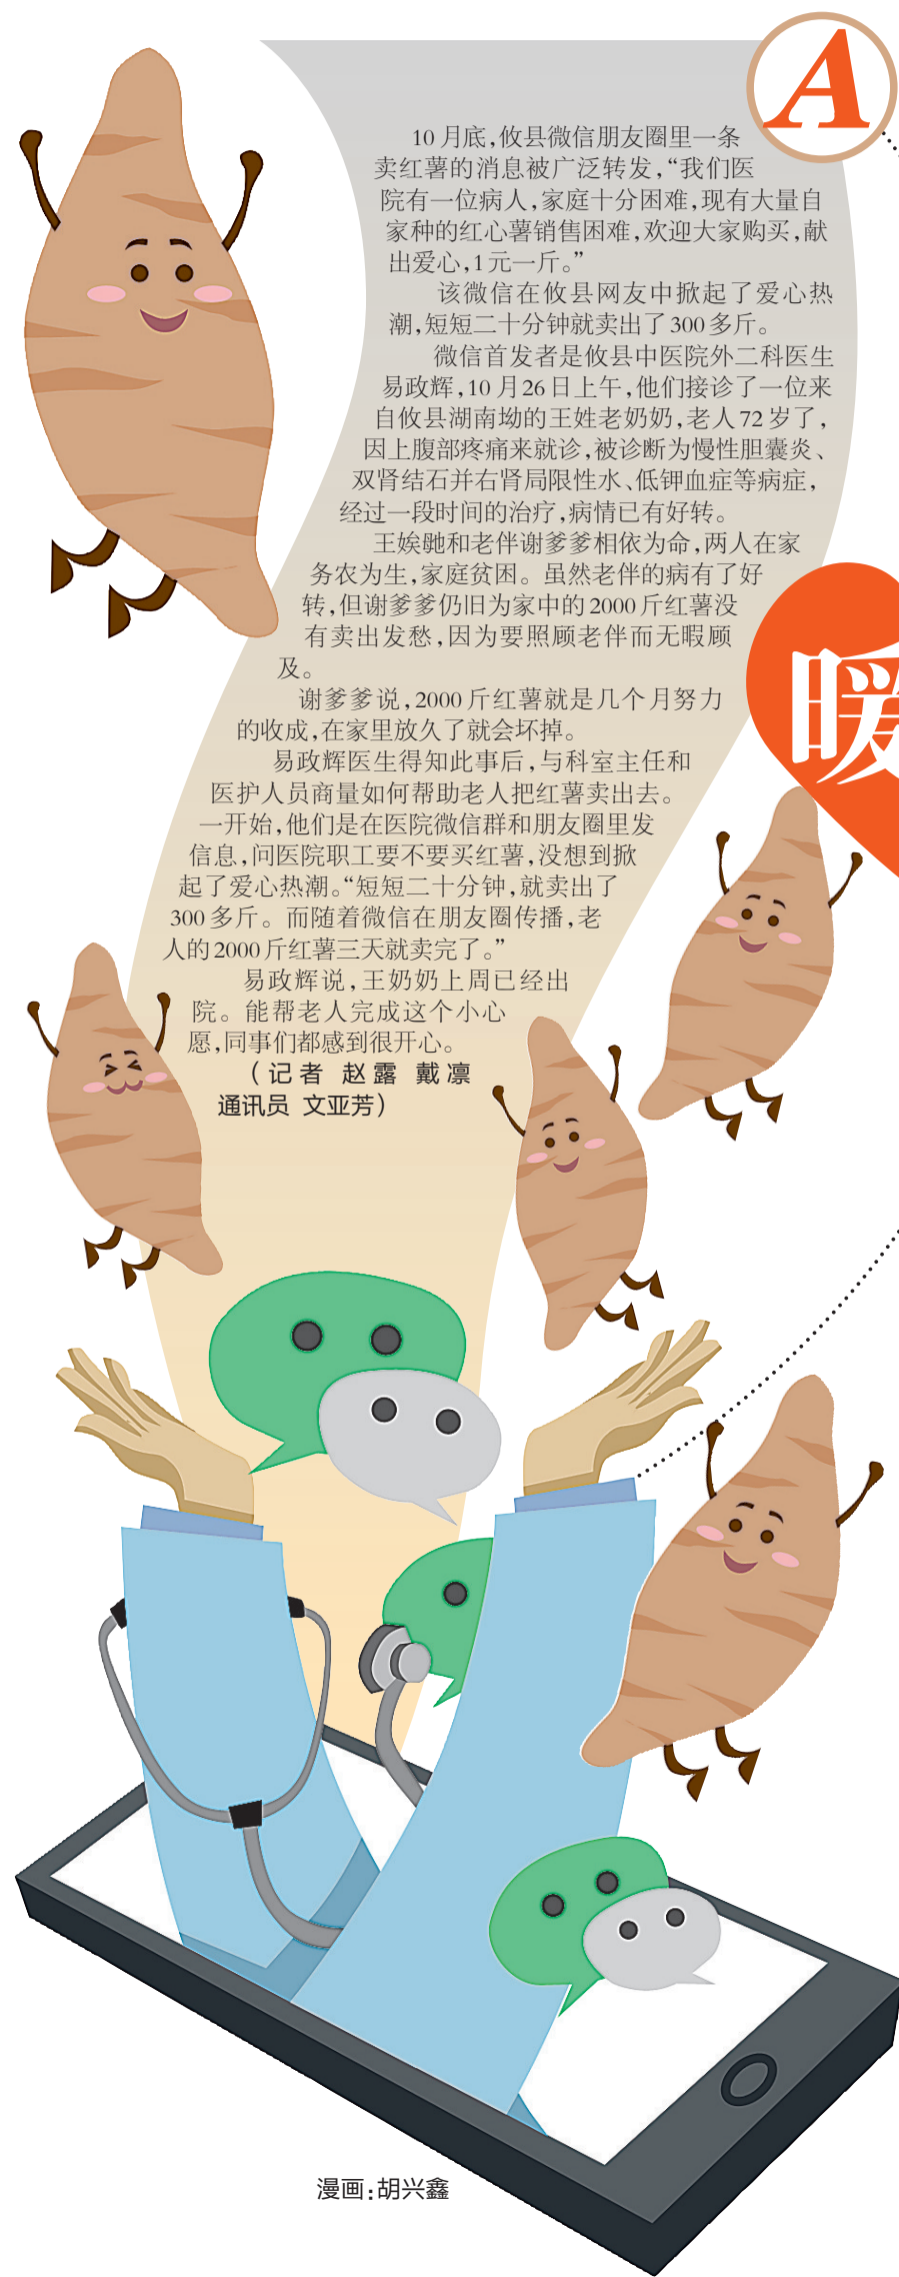 A
10月底,攸县微信朋友圈里一条
卖红薯的消息被广泛转发,“我们医
院有一位病人,家庭十分困难,现有大量自
家种的红心薯销售困难,欢迎大家购买,献
出爱心,1元一斤。”
该微信在攸县网友中掀起了爱心热
潮,短短二十分钟就卖出了300多斤。
微信首发者是攸县中医院外二科医生
易政辉,10月26日上午,他们接诊了一位来
自攸县湖南坳的王姓老奶奶,老人72岁了,
因上腹部疼痛来就诊,被诊断为慢性胆囊炎、
双肾结石并右肾局限性水、低钾血症等病症,
经过一段时间的治疗,病情已有好转。
王娭毑和老伴谢爹爹相依为命,两人在家
务农为生,家庭贫困。虽然老伴的病有了好
转,但谢爹爹仍旧为家中的2000斤红薯没
有卖出发愁,因为要照顾老伴而无暇顾
及。
谢爹爹说,2000斤红薯就是几个月努力
的收成,在家里放久了就会坏掉。
易政辉医生得知此事后,与科室主任和
医护人员商量如何帮助老人把红薯卖出去。
一开始,他们是在医院微信群和朋友圈里发
信息,问医院职工要不要买红薯,没想到掀
起了爱心热潮。“短短二十分钟,就卖出了
300多斤。而随着微信在朋友圈传播,老
人的2000斤红薯三天就卖完了。”
易政辉说,王奶奶上周已经出
院。能帮老人完成这个小心
愿,同事们都感到很开心。
(记者 赵露 戴凛
通讯员 文亚芳)
暖
漫画:胡兴鑫